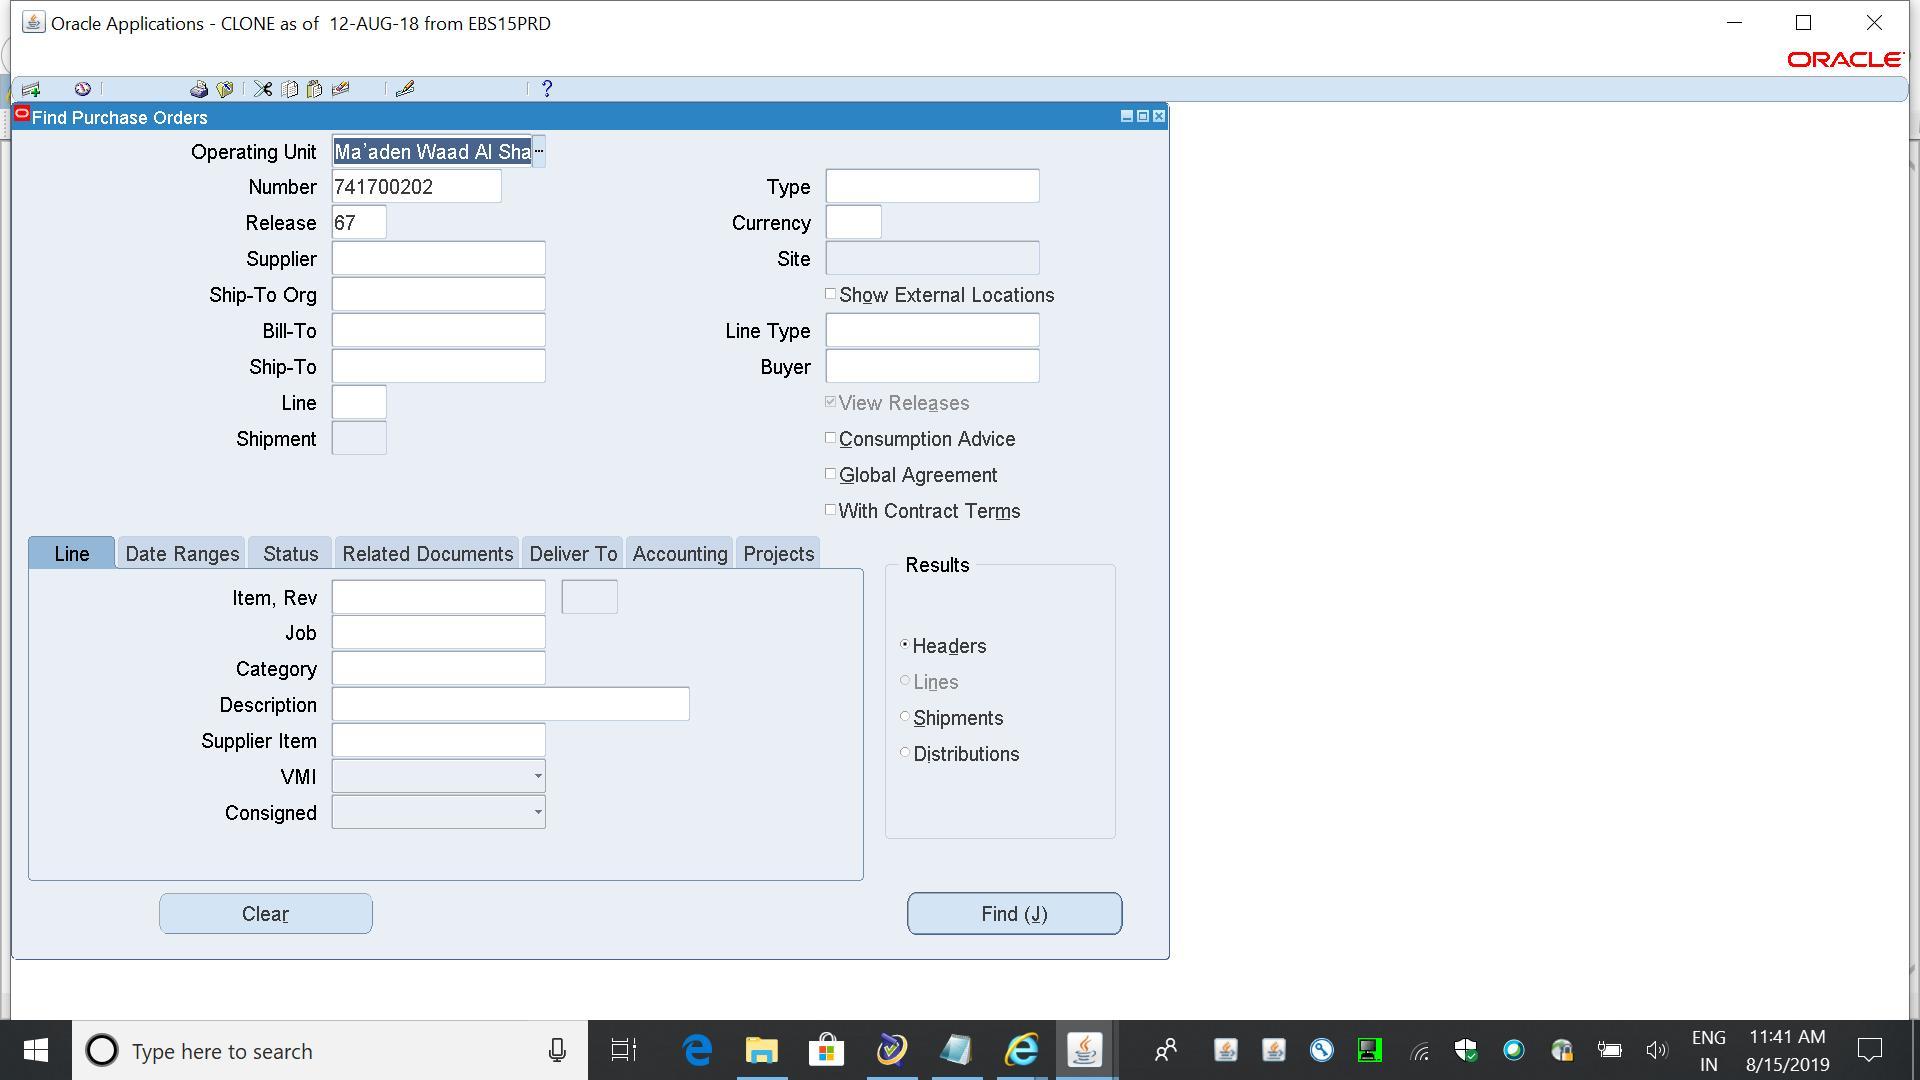 Oracle Applications - CLONE as of  12-AUG-18 from EBS15PRD
ORACLE
Find Purchase Orders
Operating Unit Ma'aden Waad Al Sha
Number 741700202 Type
Release 67 Currency
Supplier Site
Ship-To Org Show External Locations
Bill-To Line Type
Ship-To Buyer
Line View Releases
Shipment Consumption Advice
Global Agreement
With Contract Terms
Line Date Ranges Status Related Documents Deliver To Accounting Projects
Results
Item, Rev
Job
Headers
Category
Lines
Description
Shipments
Supplier Item
Distributions
VMI
Consigned
Clear Find (J)
Type here to search
ENG 11:41 AM
IN 8/15/2019